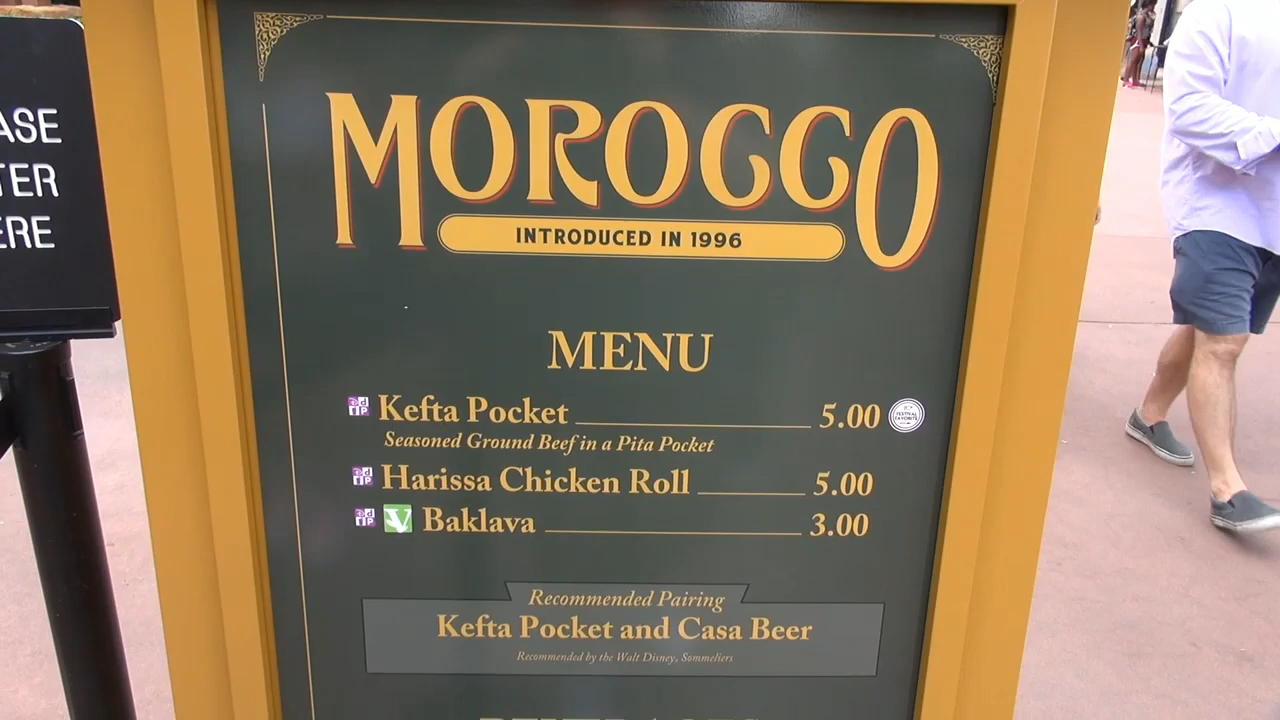 ASE
TER
ERE
MOROCCO
INTRODUCED IN 1996
MENU
Kefta Pocket 5.00
FESTIVAL FAVORITE
Seasoned Ground Beef in a Pita Pocket
Harissa Chicken Roll 5.00
V Baklava 3.00
Recommended Pairing
Kefta Pocket and Casa Beer
Recommended by the Walt Disney, Sommeliers